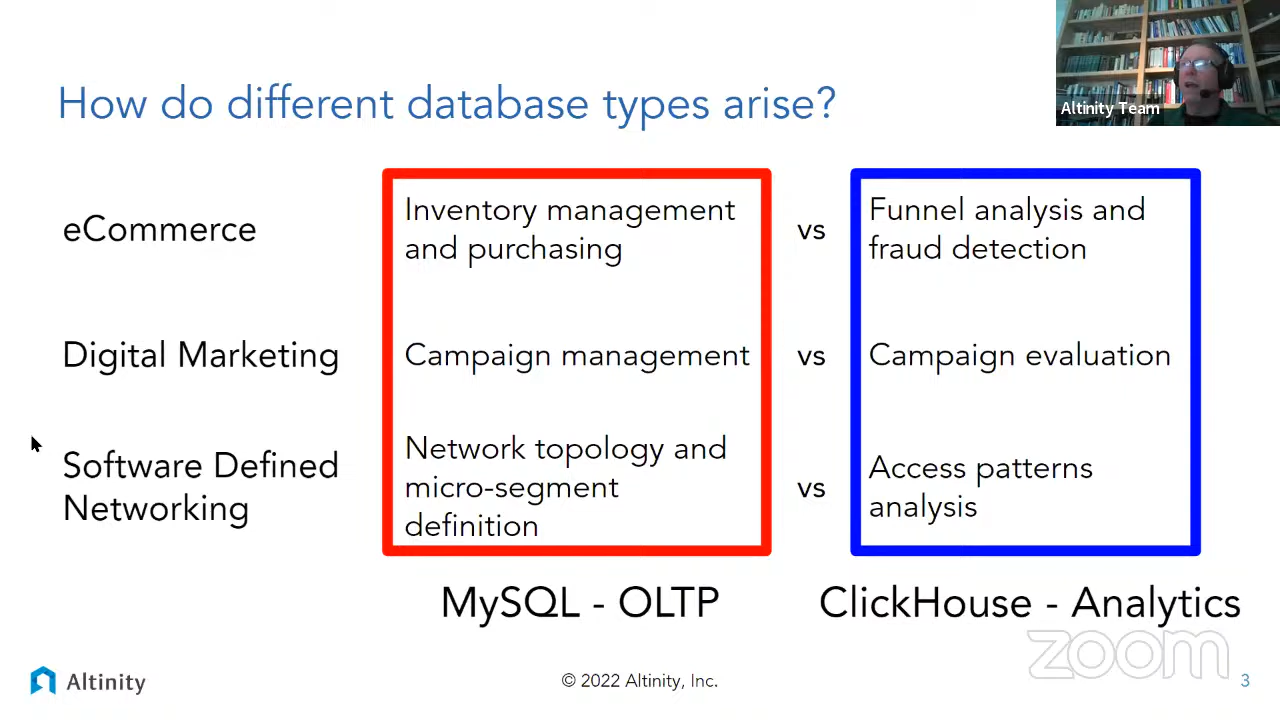 How do different database types arise?
Altinity Team
eCommerce
Inventory management
and purchasing
vs
Funnel analysis and
fraud detection
Digital Marketing
Campaign management
vs
Campaign evaluation
Software Defined
Networking
Network topology and
micro-segment
definition
vs
Access patterns
analysis
MySQL - OLTP
ClickHouse - Analytics
zoom
Altinity
© 2022 Altinity, Inc.
3